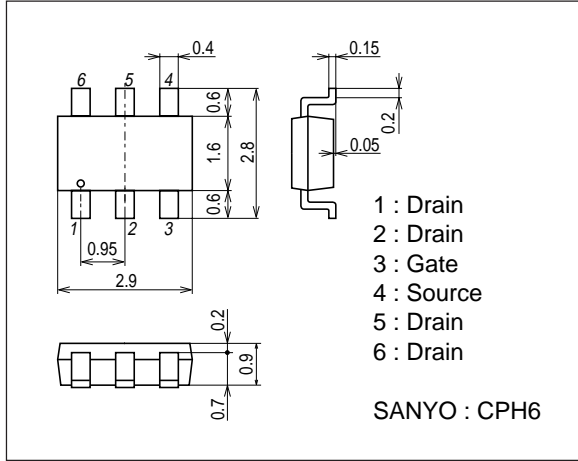 0.4
0.15
6 5 4
0.6
0.2
1.6
2.8
0.05
0.6
1 2 3
0.95
2.9
0.2
0.9
0.7
1 : Drain
2 : Drain
3 : Gate
4 : Source
5 : Drain
6 : Drain
SANYO : CPH6